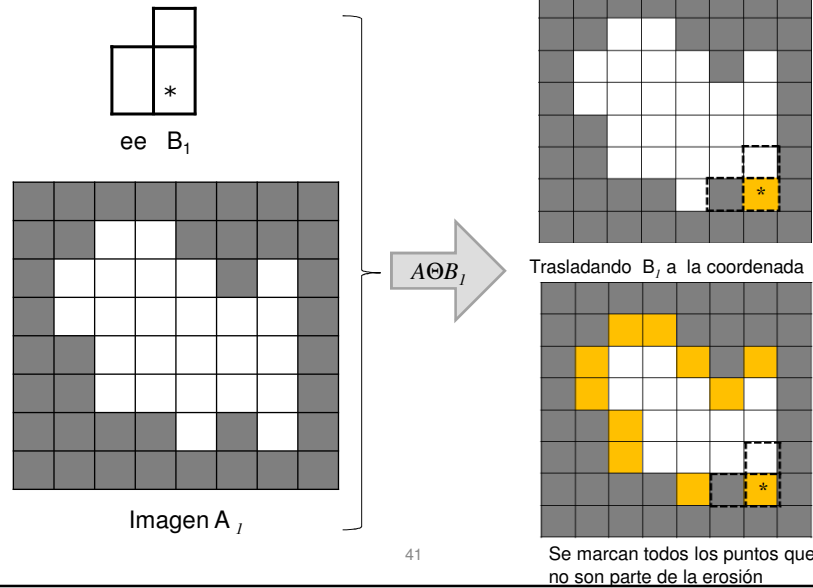 *
ee B₁
Imagen A ₁
AΘB₁
*
Trasladando B₁ a la coordenada
*
Se marcan todos los puntos que
no son parte de la erosión
41